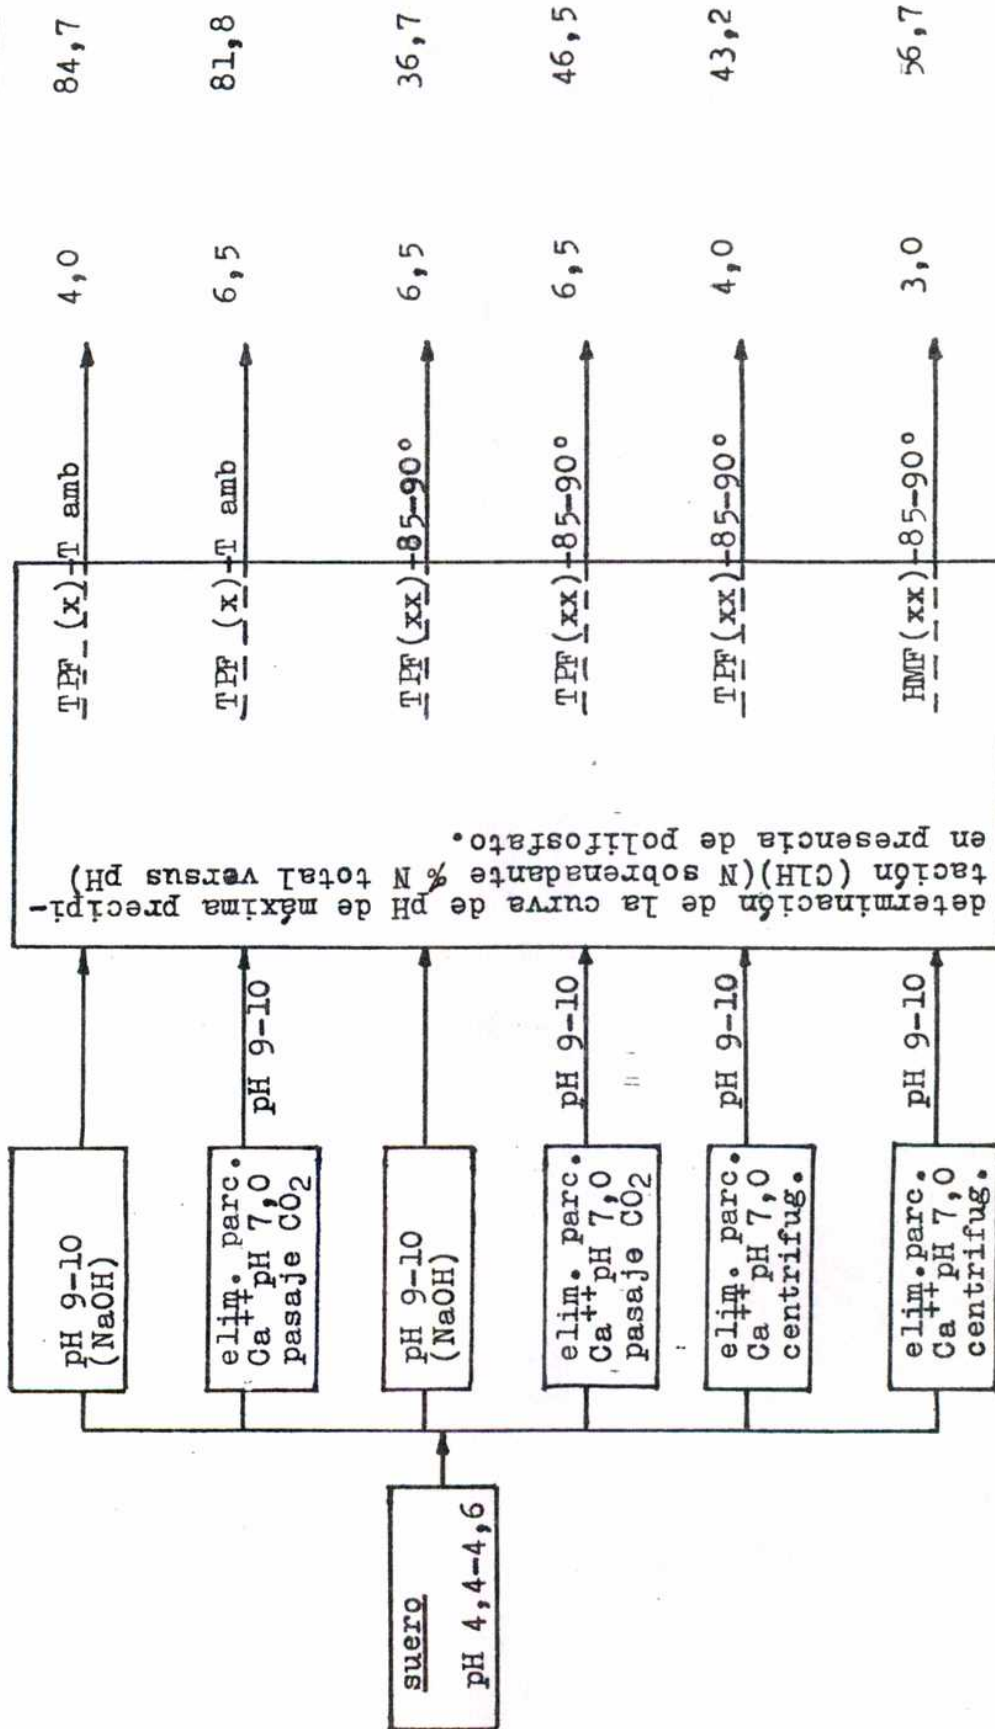 suero
pH 4,4-4,6
pH 9-10
(NaOH)
elim. parc.
Ca++ pH 7,0
pasaje CO2
pH 9-10
pH 9-10
(NaOH)
elim. parc.
Ca++ pH 7,0
pasaje CO2
pH 9-10
elim. parc.
Ca++ pH 7,0
centrifug.
pH 9-10
elim.parc.
Ca++ pH 7,0
centrifug.
pH 9-10
determinación de la curva de pH de máxima precipi-
tación (ClH)(N sobrenadante % N total versus pH)
en presencia de polifosfato.
TPF (x) T amb 4,0 84,7
TPF (x) T amb 6,5 81,8
TPF (xx) 85-90° 6,5 36,7
TPF (xx) 85-90° 6,5 46,5
TPF (xx) 85-90° 4,0 43,2
HMF (xx) 85-90° 3,0 56,7